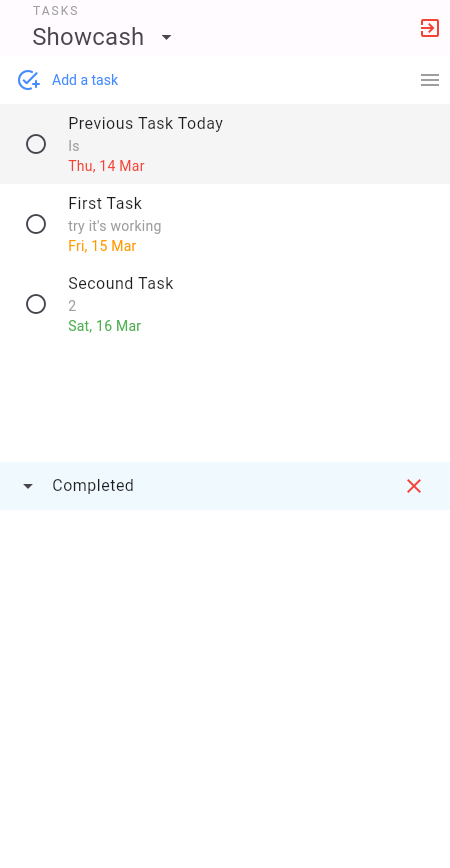 TASKS
Showcash
Add a task
Previous Task Today
Is
Thu, 14 Mar
First Task
try it's working
Fri, 15 Mar
Secound Task
2
Sat, 16 Mar
Completed